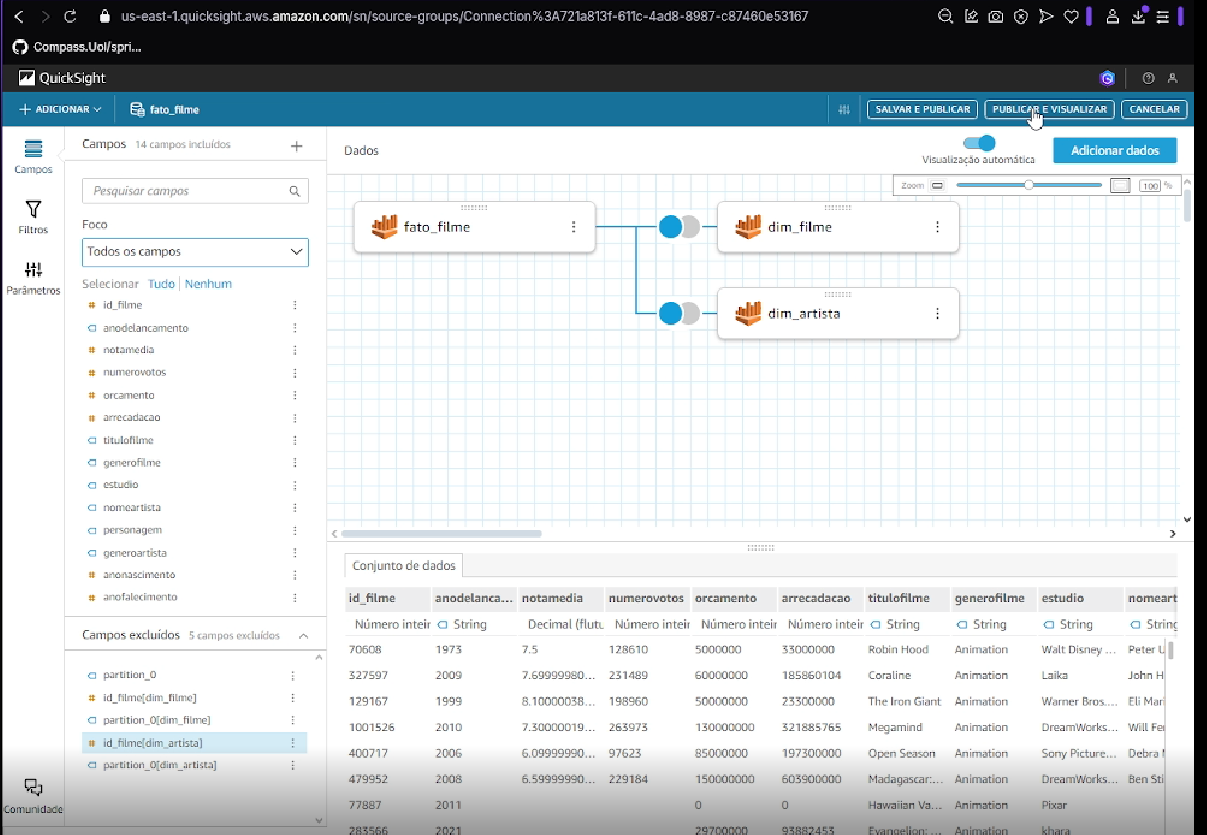 us-east-1.quicksight.aws.amazon.com/sn/source-groups/Connection%3A721a813f-611c-4ad8-8987-c87460e53167
Compass.Uol/spri...
QuickSight
ADICIONAR
fato_filme
SALVAR E PUBLICAR
PUBLICAR E VISUALIZAR
CANCELAR
Campos
Filtros
Parâmetros
Comunidade
Campos 14 campos incluídos
Pesquisar campos
Foco
Todos os campos
Selecionar Tudo Nenhum
id_filme
anodelancamento
notamedia
numerovotos
orcamento
arrecadacao
titulofilme
generofilme
estudio
nomeartista
personagem
generoartista
anonascimento
anofalecimento
Campos excluídos 5 campos excluídos
partition_0
id_filme[dim_filme]
partition_0[dim_filme]
id_filme[dim_artista]
partition_0[dim_artista]
Dados
Visualização automática
Adicionar dados
Zoom 100 %
fato_filme
dim_filme
dim_artista
Conjunto de dados
id_filme anodelanca... notamedia numerovotos orcamento arrecadacao titulofilme generofilme estudio nomeart
Número inteir String Decimal (flutu Número inteir Número inteir Número inteir String String String String
70608 1973 7.5 128610 5000000 33000000 Robin Hood Animation Walt Disney ... Peter U
327597 2009 7.69999980... 231489 60000000 185860104 Coraline Animation Laika John H
129167 1999 8.10000038... 198960 50000000 23300000 The Iron Giant Animation Warner Bros.... Eli Mari
1001526 2010 7.30000019... 263973 130000000 321885765 Megamind Animation DreamWorks... Will Fer
400717 2006 6.09999990... 97623 85000000 197300000 Open Season Animation Sony Picture... Debra
479952 2008 6.59999990... 229184 150000000 603900000 Madagascar:... Animation DreamWorks... Ben Sti
77887 2011 0 0 Hawaiian Va... Animation Pixar
283566 2021 29700000 93882453 Evangelion: ... Animation khara